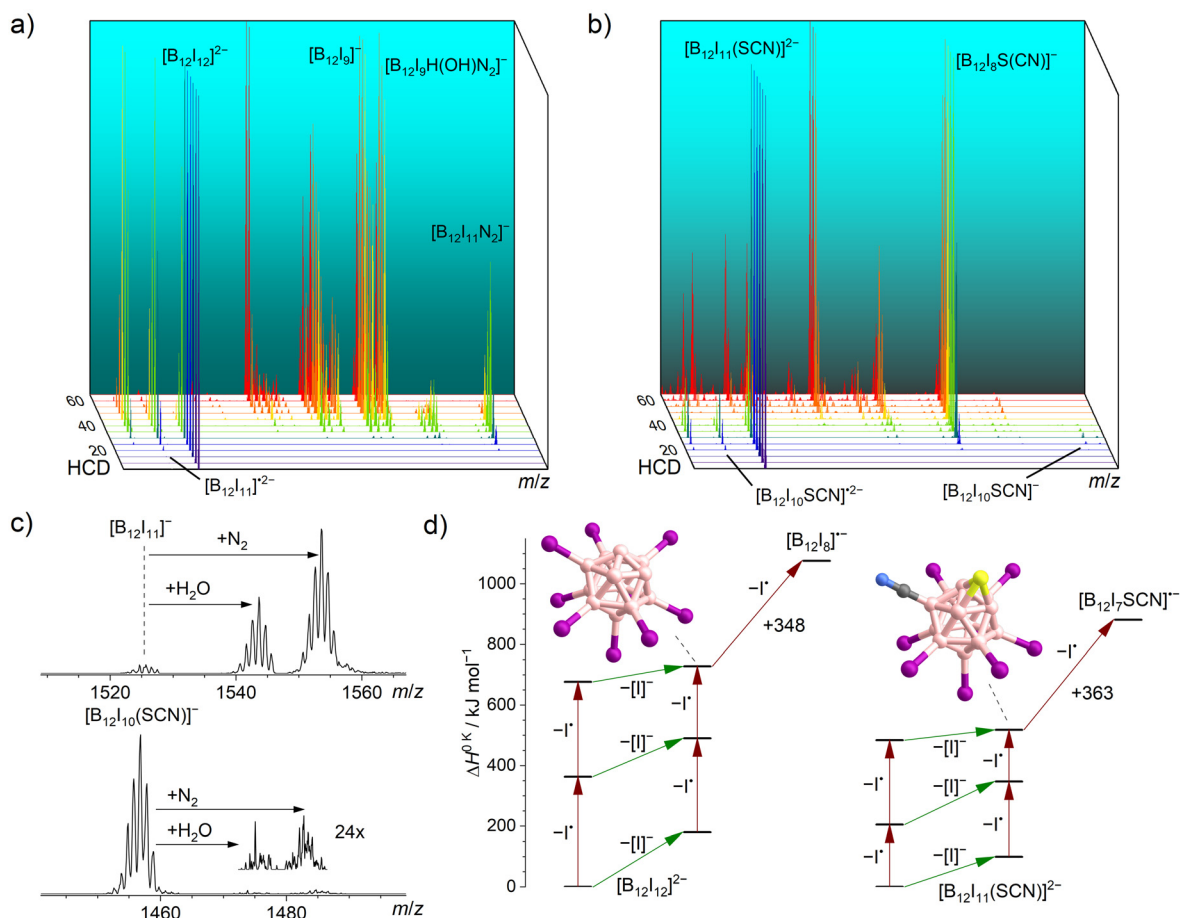 a)
[B12I12]2−
[B12I9]−
[B12I9H(OH)N2]−
[B12I11N2]−
60
40
20
HCD
m/z
[B12I11]•2−
b)
[B12I11(SCN)]2−
[B12I8S(CN)]−
60
40
20
HCD
m/z
[B12I10SCN]•2−
[B12I10SCN]−
c)
[B12I11]−
+N2
+H2O
1520
1540
1560
m/z
[B12I10(SCN)]−
+N2
+H2O
24x
1460
1480
m/z
d)
ΔH0 K / kJ mol−1
1000
800
600
400
200
0
[B12I8]•−
−I•
+348
−[I]−
−I•
−I•
−[I]−
−I•
−I•
−[I]−
[B12I12]2−
[B12I7SCN]•−
−I•
+363
−[I]−
−I•
−I•
−[I]−
−I•
−I•
−[I]−
[B12I11(SCN)]2−